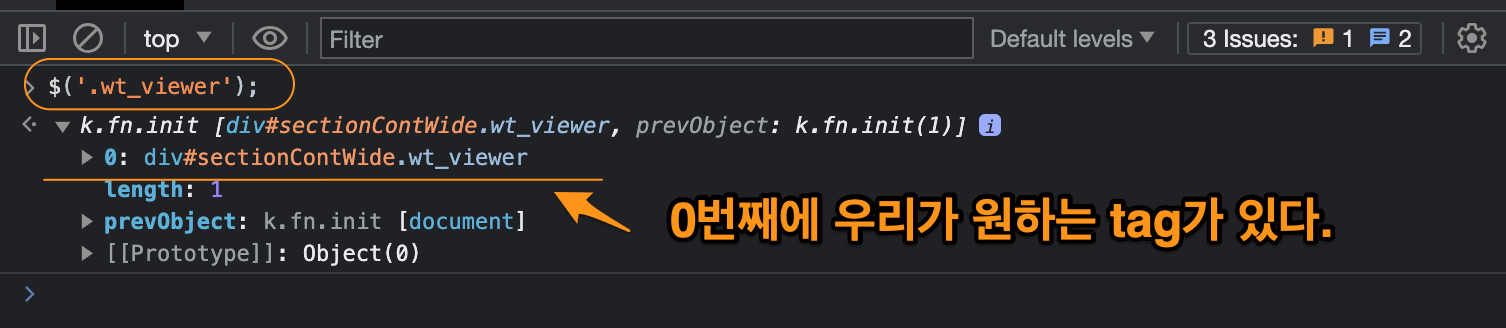 top Filter Default levels 3 Issues: 1 2
$('.wt_viewer');
k.fn.init [div#sectionContWide.wt_viewer, prevObject: k.fn.init(1)] i
0: div#sectionContWide.wt_viewer
length: 1
0번째에 우리가 원하는 tag가 있다.
prevObject: k.fn.init [document]
[[Prototype]]: Object(0)